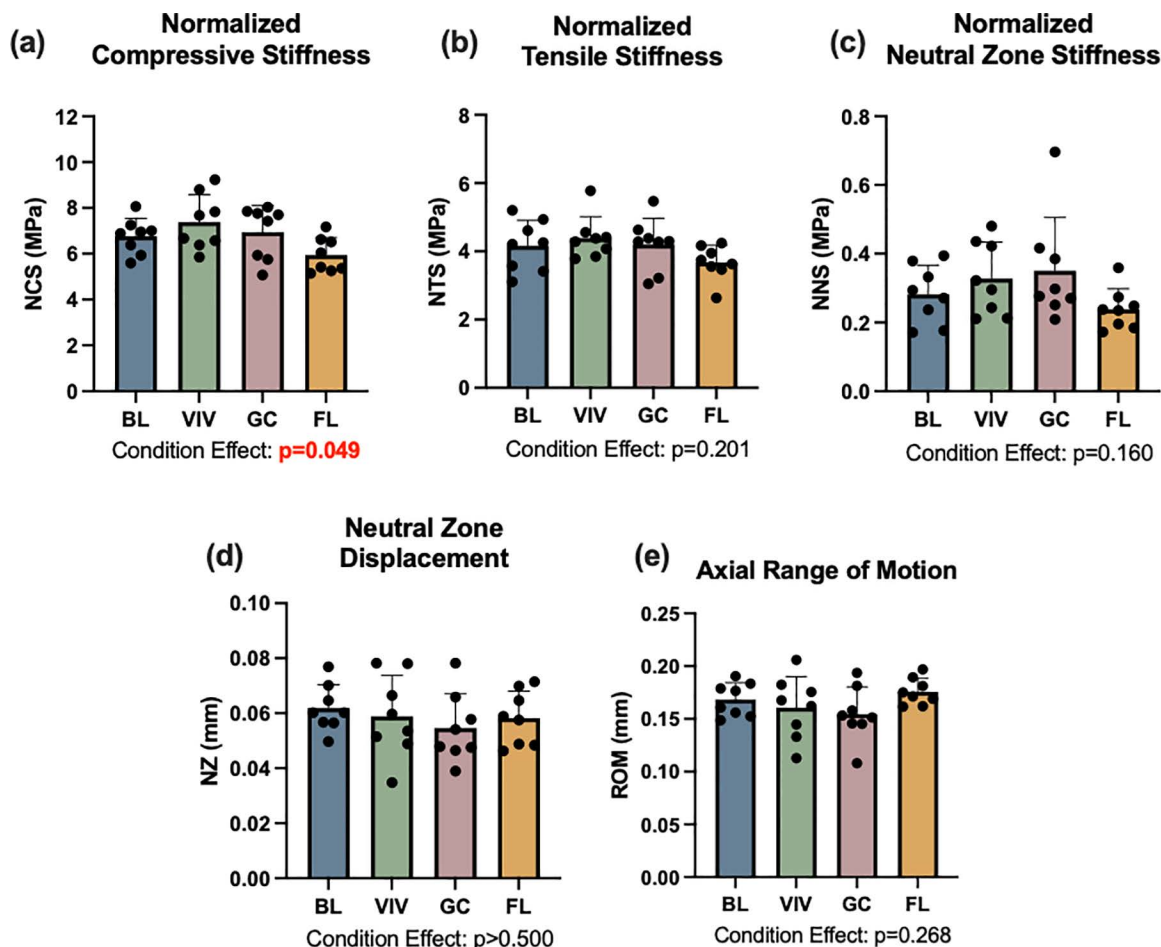 (a)
Normalized
Compressive Stiffness
NCS (MPa)
12
10
8
6
4
2
0
BL VIV GC FL
Condition Effect: p=0.049
(b)
Normalized
Tensile Stiffness
NTS (MPa)
8
6
4
2
0
BL VIV GC FL
Condition Effect: p=0.201
(c)
Normalized
Neutral Zone Stiffness
NNS (MPa)
0.8
0.6
0.4
0.2
0.0
BL VIV GC FL
Condition Effect: p=0.160
(d)
Neutral Zone
Displacement
NZ (mm)
0.10
0.08
0.06
0.04
0.02
0.00
BL VIV GC FL
Condition Effect: p>0.500
(e)
Axial Range of Motion
ROM (mm)
0.25
0.20
0.15
0.10
0.05
0.00
BL VIV GC FL
Condition Effect: p=0.268